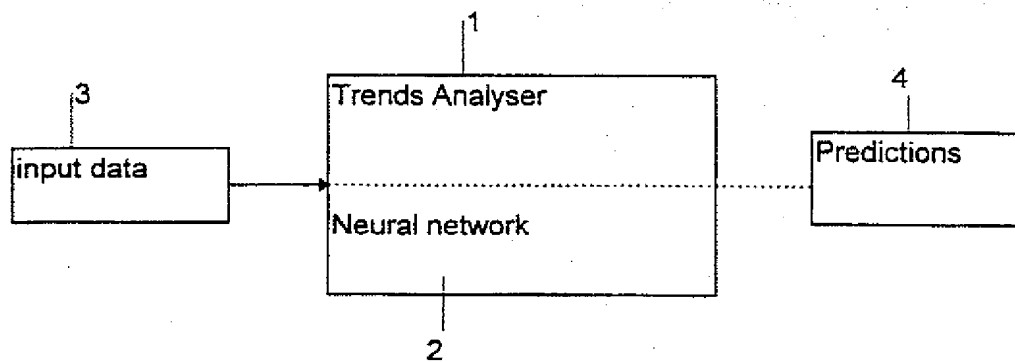 1
3
Trends Analyser
4
input data
Predictions
Neural network
2